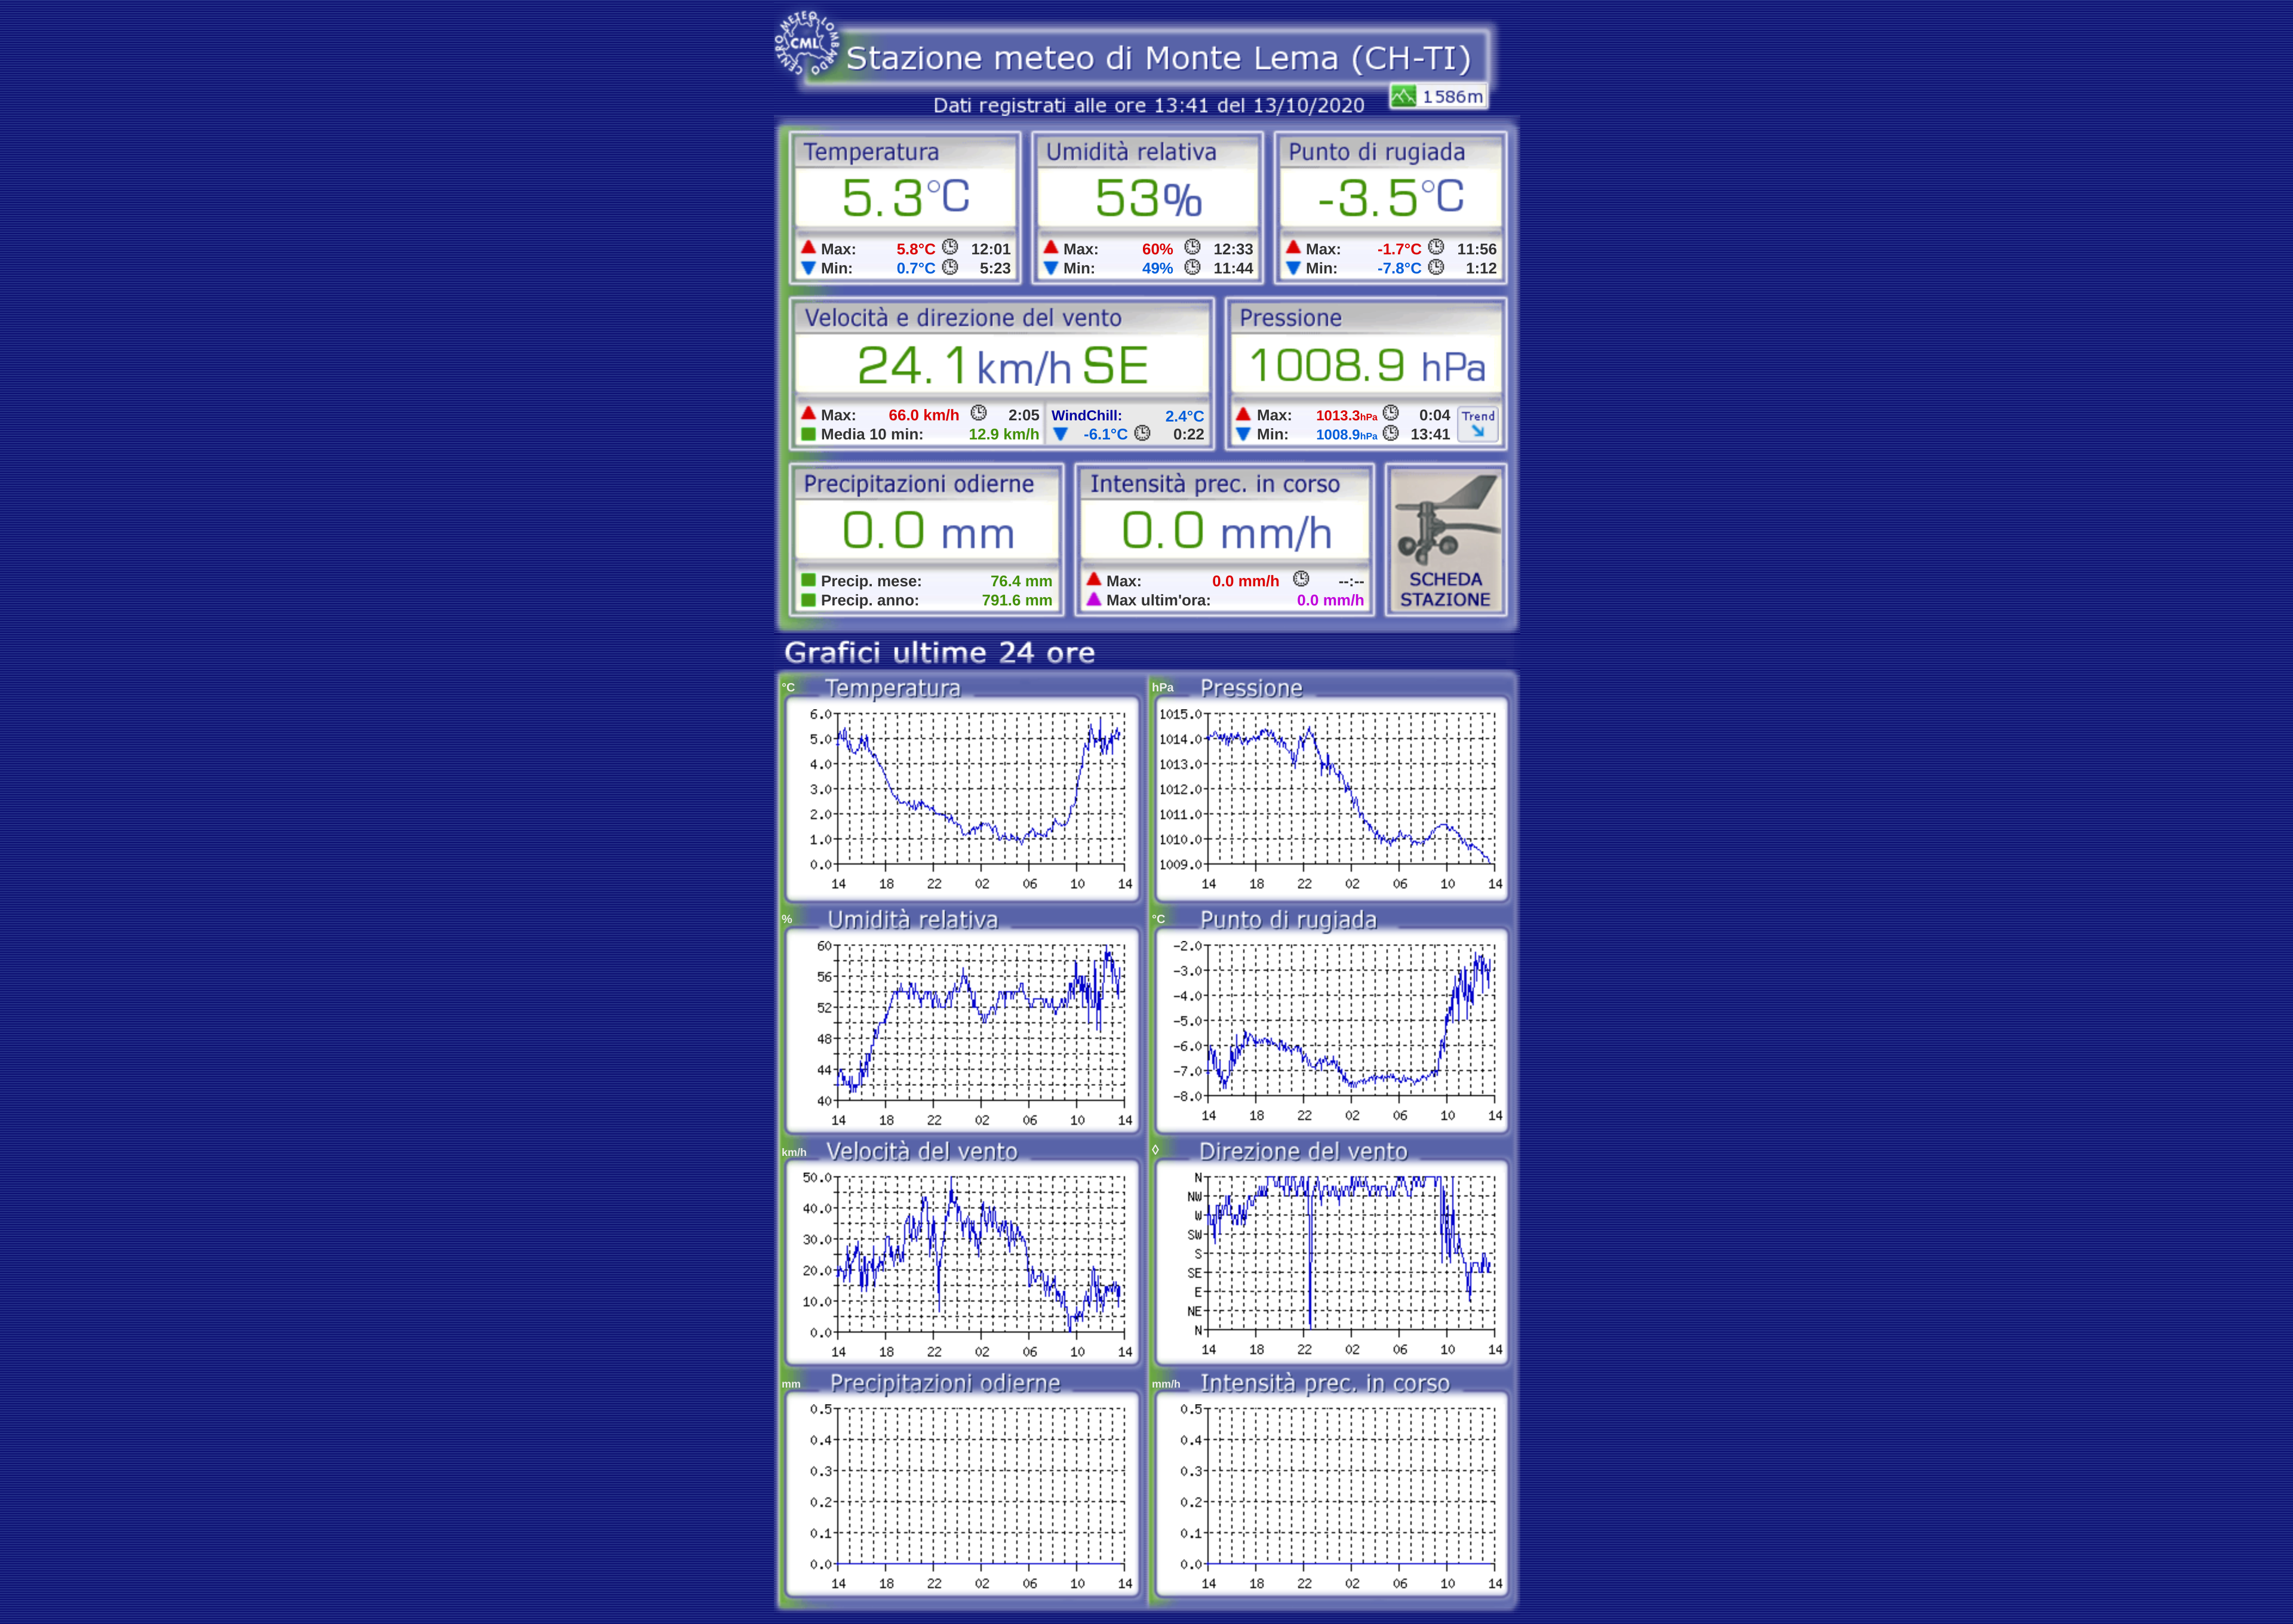 CENTRO METEO LOMBARDO
CML
Stazione meteo di Monte Lema (CH-TI)
Dati registrati alle ore 13:41 del 13/10/2020
1586m
Temperatura
5.3°C
Max: 5.8°C 12:01
Min: 0.7°C 5:23
Umidità relativa
53%
Max: 60% 12:33
Min: 49% 11:44
Punto di rugiada
-3.5°C
Max: -1.7°C 11:56
Min: -7.8°C 1:12
Velocità e direzione del vento
24.1 km/h SE
Max: 66.0 km/h 2:05
Media 10 min: 12.9 km/h
WindChill: 2.4°C
-6.1°C 0:22
Pressione
1008.9 hPa
Max: 1013.3hPa 0:04
Min: 1008.9hPa 13:41
Trend
Precipitazioni odierne
0.0 mm
Precip. mese: 76.4 mm
Precip. anno: 791.6 mm
Intensità prec. in corso
0.0 mm/h
Max: 0.0 mm/h --:--
Max ultim'ora: 0.0 mm/h
SCHEDA
STAZIONE
Grafici ultime 24 ore
°C Temperatura
6.0
5.0
4.0
3.0
2.0
1.0
0.0
14 18 22 02 06 10 14
hPa Pressione
1015.0
1014.0
1013.0
1012.0
1011.0
1010.0
1009.0
14 18 22 02 06 10 14
% Umidità relativa
60
56
52
48
44
40
14 18 22 02 06 10 14
°C Punto di rugiada
-2.0
-3.0
-4.0
-5.0
-6.0
-7.0
-8.0
14 18 22 02 06 10 14
km/h Velocità del vento
50.0
40.0
30.0
20.0
10.0
0.0
14 18 22 02 06 10 14
◊ Direzione del vento
N
NW
W
SW
S
SE
E
NE
N
14 18 22 02 06 10 14
mm Precipitazioni odierne
0.5
0.4
0.3
0.2
0.1
0.0
14 18 22 02 06 10 14
mm/h Intensità prec. in corso
0.5
0.4
0.3
0.2
0.1
0.0
14 18 22 02 06 10 14